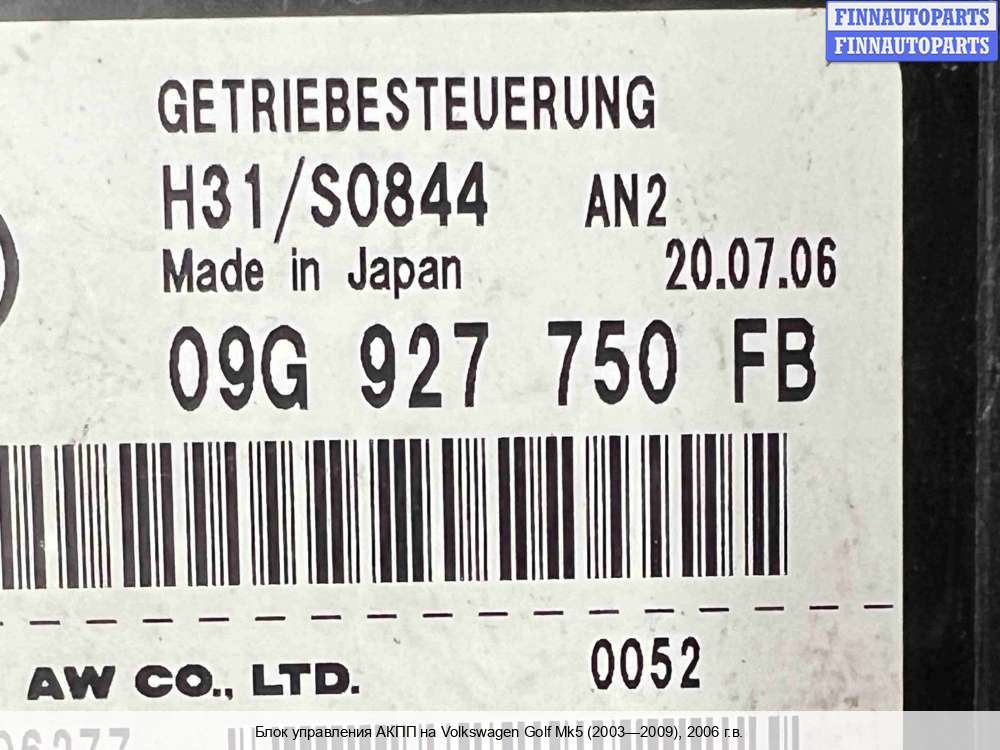 FINNAUTOPARTS
FINNAUTOPARTS
GETRIEBESTEUERUNG
H31/S0844 AN2
Made in Japan 20.07.06
09G 927 750 FB
AW CO., LTD. 0052
Блок управления АКПП на Volkswagen Golf Mk5 (2003—2009), 2006 г.в.